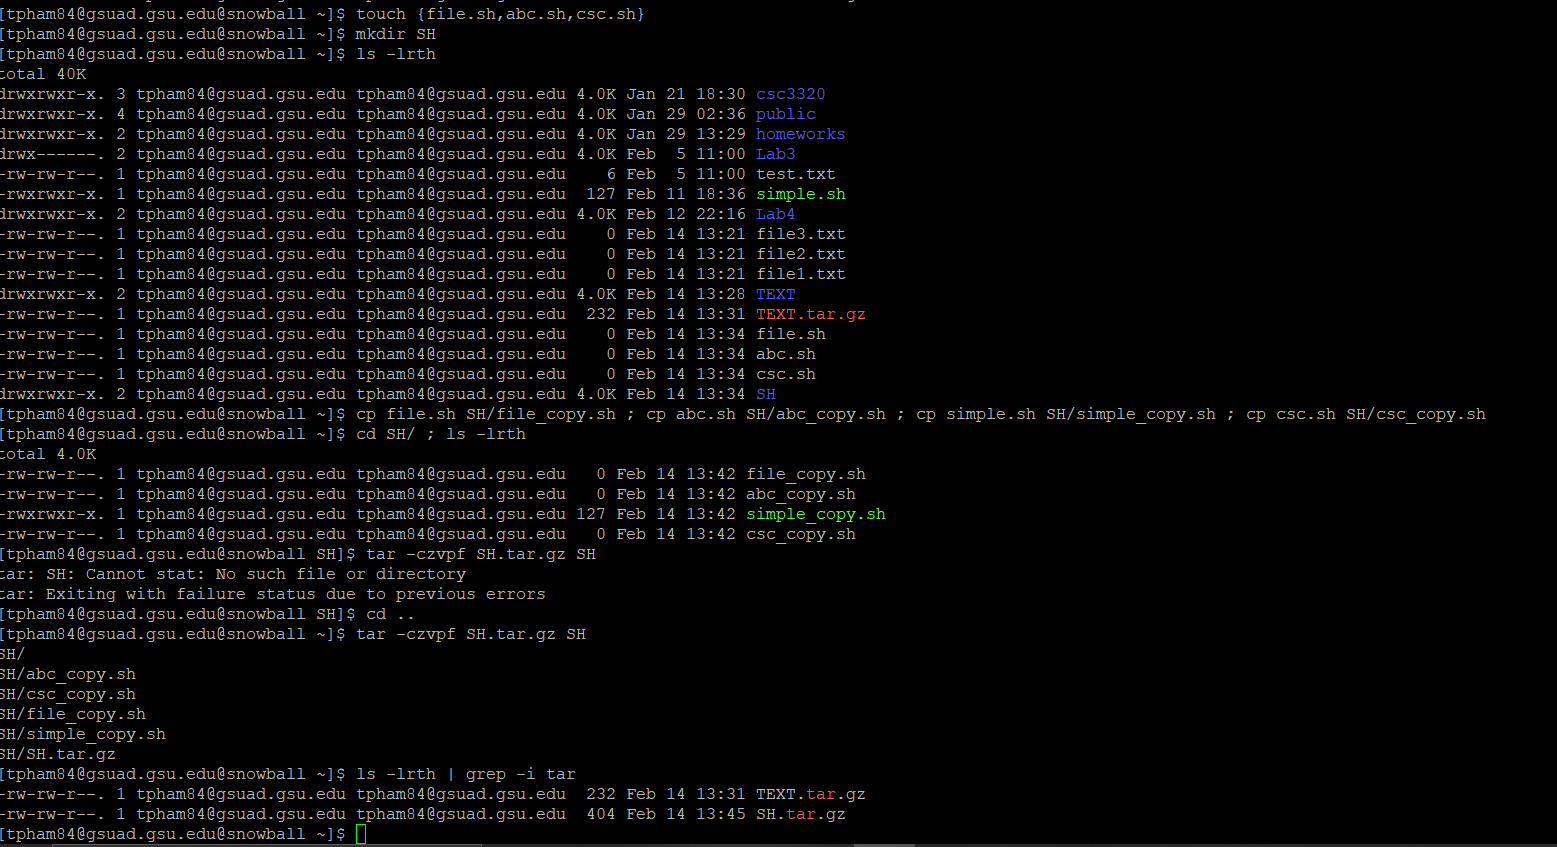 [tpham84@gsuad.gsu.edu@snowball ~]$ touch {file.sh,abc.sh,csc.sh}
[tpham84@gsuad.gsu.edu@snowball ~]$ mkdir SH
[tpham84@gsuad.gsu.edu@snowball ~]$ ls -lrth
total 40K
drwxrwxr-x. 3 tpham84@gsuad.gsu.edu tpham84@gsuad.gsu.edu 4.0K Jan 21 18:30 csc3320
drwxrwxr-x. 4 tpham84@gsuad.gsu.edu tpham84@gsuad.gsu.edu 4.0K Jan 29 02:36 public
drwxrwxr-x. 2 tpham84@gsuad.gsu.edu tpham84@gsuad.gsu.edu 4.0K Jan 29 13:29 homeworks
drwx------. 2 tpham84@gsuad.gsu.edu tpham84@gsuad.gsu.edu 4.0K Feb  5 11:00 Lab3
-rw-rw-r--. 1 tpham84@gsuad.gsu.edu tpham84@gsuad.gsu.edu    6 Feb  5 11:00 test.txt
-rwxrwxr-x. 1 tpham84@gsuad.gsu.edu tpham84@gsuad.gsu.edu  127 Feb 11 18:36 simple.sh
drwxrwxr-x. 2 tpham84@gsuad.gsu.edu tpham84@gsuad.gsu.edu 4.0K Feb 12 22:16 Lab4
-rw-rw-r--. 1 tpham84@gsuad.gsu.edu tpham84@gsuad.gsu.edu    0 Feb 14 13:21 file3.txt
-rw-rw-r--. 1 tpham84@gsuad.gsu.edu tpham84@gsuad.gsu.edu    0 Feb 14 13:21 file2.txt
-rw-rw-r--. 1 tpham84@gsuad.gsu.edu tpham84@gsuad.gsu.edu    0 Feb 14 13:21 file1.txt
drwxrwxr-x. 2 tpham84@gsuad.gsu.edu tpham84@gsuad.gsu.edu 4.0K Feb 14 13:28 TEXT
-rw-rw-r--. 1 tpham84@gsuad.gsu.edu tpham84@gsuad.gsu.edu  232 Feb 14 13:31 TEXT.tar.gz
-rw-rw-r--. 1 tpham84@gsuad.gsu.edu tpham84@gsuad.gsu.edu    0 Feb 14 13:34 file.sh
-rw-rw-r--. 1 tpham84@gsuad.gsu.edu tpham84@gsuad.gsu.edu    0 Feb 14 13:34 abc.sh
-rw-rw-r--. 1 tpham84@gsuad.gsu.edu tpham84@gsuad.gsu.edu    0 Feb 14 13:34 csc.sh
drwxrwxr-x. 2 tpham84@gsuad.gsu.edu tpham84@gsuad.gsu.edu 4.0K Feb 14 13:34 SH
[tpham84@gsuad.gsu.edu@snowball ~]$ cp file.sh SH/file_copy.sh ; cp abc.sh SH/abc_copy.sh ; cp simple.sh SH/simple_copy.sh ; cp csc.sh SH/csc_copy.sh
[tpham84@gsuad.gsu.edu@snowball ~]$ cd SH/ ; ls -lrth
total 4.0K
-rw-rw-r--. 1 tpham84@gsuad.gsu.edu tpham84@gsuad.gsu.edu   0 Feb 14 13:42 file_copy.sh
-rw-rw-r--. 1 tpham84@gsuad.gsu.edu tpham84@gsuad.gsu.edu   0 Feb 14 13:42 abc_copy.sh
-rwxrwxr-x. 1 tpham84@gsuad.gsu.edu tpham84@gsuad.gsu.edu 127 Feb 14 13:42 simple_copy.sh
-rw-rw-r--. 1 tpham84@gsuad.gsu.edu tpham84@gsuad.gsu.edu   0 Feb 14 13:42 csc_copy.sh
[tpham84@gsuad.gsu.edu@snowball SH]$ tar -czvpf SH.tar.gz SH
tar: SH: Cannot stat: No such file or directory
tar: Exiting with failure status due to previous errors
[tpham84@gsuad.gsu.edu@snowball SH]$ cd ..
[tpham84@gsuad.gsu.edu@snowball ~]$ tar -czvpf SH.tar.gz SH
SH/
SH/abc_copy.sh
SH/csc_copy.sh
SH/file_copy.sh
SH/simple_copy.sh
SH/SH.tar.gz
[tpham84@gsuad.gsu.edu@snowball ~]$ ls -lrth | grep -i tar
-rw-rw-r--. 1 tpham84@gsuad.gsu.edu tpham84@gsuad.gsu.edu  232 Feb 14 13:31 TEXT.tar.gz
-rw-rw-r--. 1 tpham84@gsuad.gsu.edu tpham84@gsuad.gsu.edu  404 Feb 14 13:45 SH.tar.gz
[tpham84@gsuad.gsu.edu@snowball ~]$